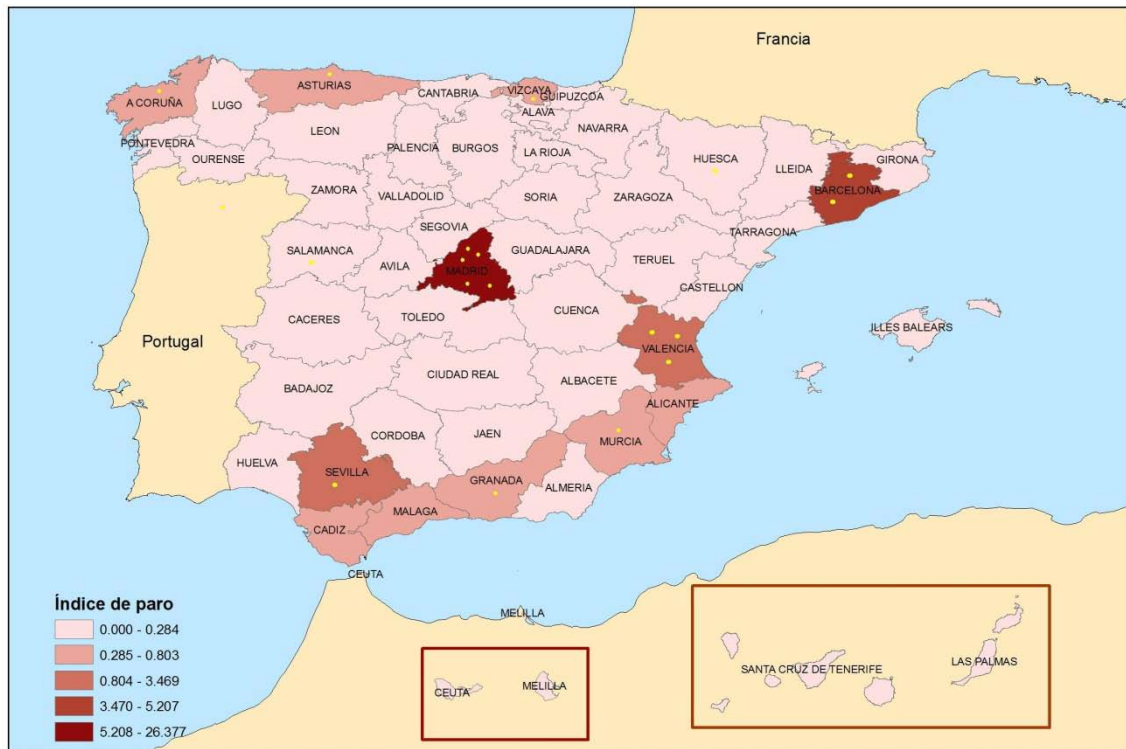 Francia
A CORUÑA
LUGO
ASTURIAS
CANTABRIA
VIZCAYA
GUIPUZCOA
ALAVA
NAVARRA
PONTEVEDRA
OURENSE
LEON
PALENCIA
BURGOS
LA RIOJA
HUESCA
LLEIDA
GIRONA
BARCELONA
ZAMORA
VALLADOLID
SORIA
ZARAGOZA
TARRAGONA
SEGOVIA
SALAMANCA
AVILA
MADRID
GUADALAJARA
TERUEL
CASTELLON
CACERES
TOLEDO
CUENCA
Portugal
VALENCIA
ILLES BALEARS
BADAJOZ
CIUDAD REAL
ALBACETE
ALICANTE
HUELVA
SEVILLA
CORDOBA
JAEN
MURCIA
GRANADA
ALMERIA
CADIZ
MALAGA
CEUTA
MELILLA
Índice de paro
0.000 - 0.284
0.285 - 0.803
0.804 - 3.469
3.470 - 5.207
5.208 - 26.377
CEUTA
MELILLA
SANTA CRUZ DE TENERIFE
LAS PALMAS